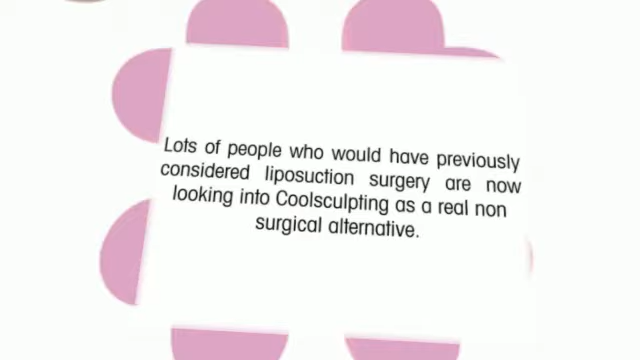 Lots of people who would have previously
considered liposuction surgery are now
looking into Coolsculpting as a real non
surgical alternative.